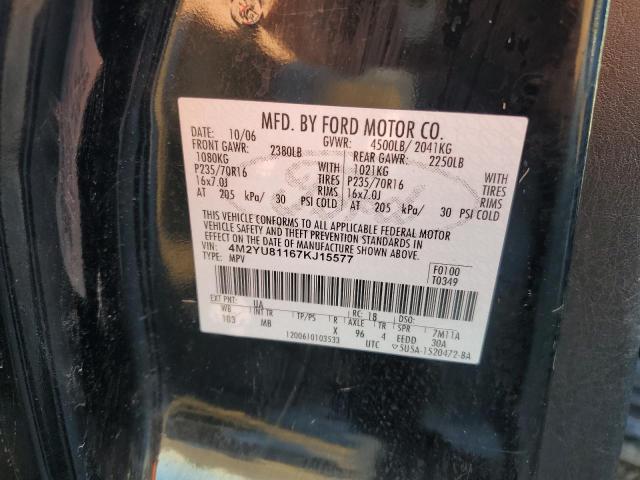 MFD. BY FORD MOTOR CO.
DATE: 10/06 GVWR: 4500LB/ 2041KG
FRONT GAWR: 2380LB REAR GAWR: 2250LB
1080KG WITH 1021KG WITH
P235/70R16 TIRES P235/70R16 TIRES
16x7.0J RIMS 16x7.0J RIMS
AT 205 kPa/ 30 PSI COLD AT 205 kPa/ 30 PSI COLD
THIS VEHICLE CONFORMS TO ALL APPLICABLE FEDERAL MOTOR
VEHICLE SAFETY AND THEFT PREVENTION STANDARDS IN
EFFECT ON THE DATE OF MANUFACTURE SHOWN ABOVE.
VIN: 4M2YU81167KJ15577
TYPE: MPV
F0100
T0349
EXT PNT: UA RC: 18 DSO:
WB INT TR TP/PS R AXLE TR SPR 7M11A
103 MB X 96 4 EEDD 30A
1200610103533 UTC 5USA-1520472-BA